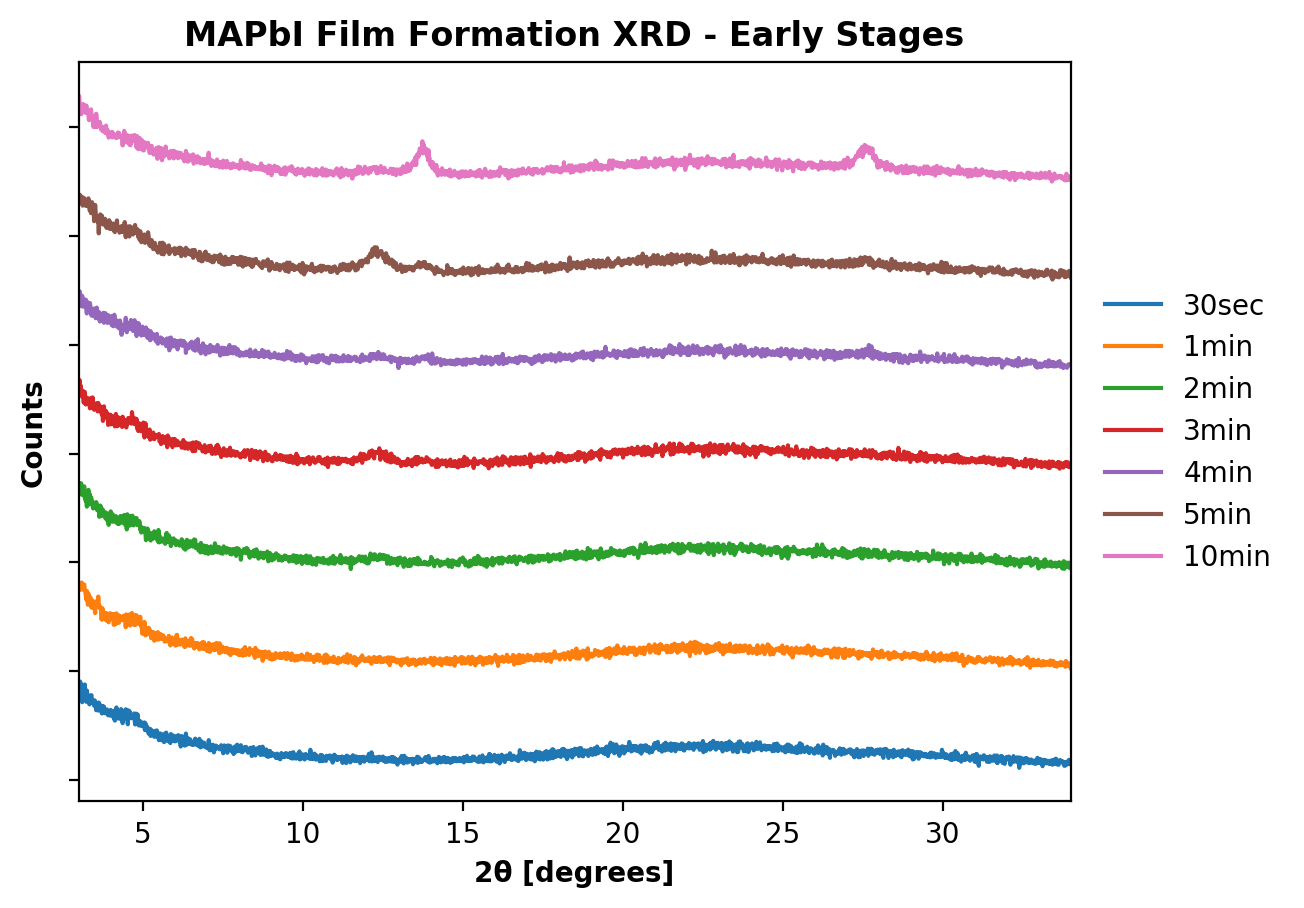 MAPbI Film Formation XRD - Early Stages
Counts
30sec
1min
2min
3min
4min
5min
10min
5 10 15 20 25 30
2θ [degrees]